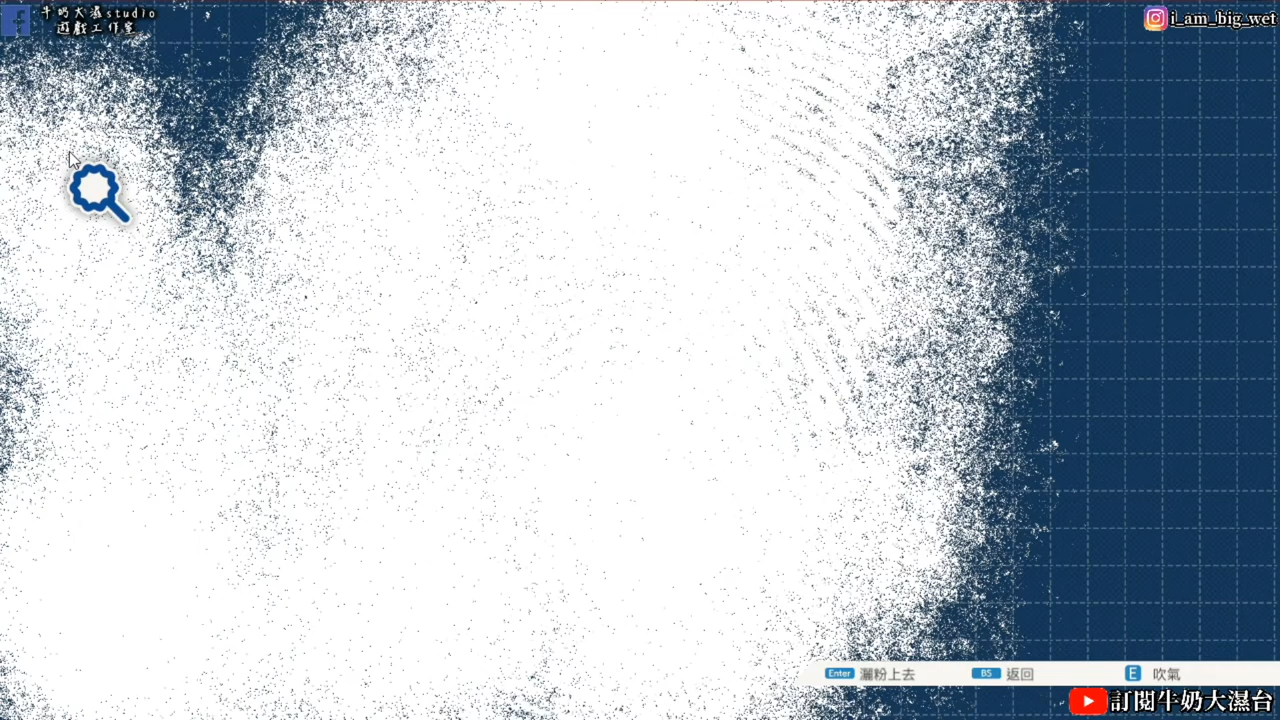 牛奶大濕studio
遊戲工作室
i_am_big_wet
Enter 灑粉上去 BS 返回 E 吹氣
訂閱牛奶大濕台